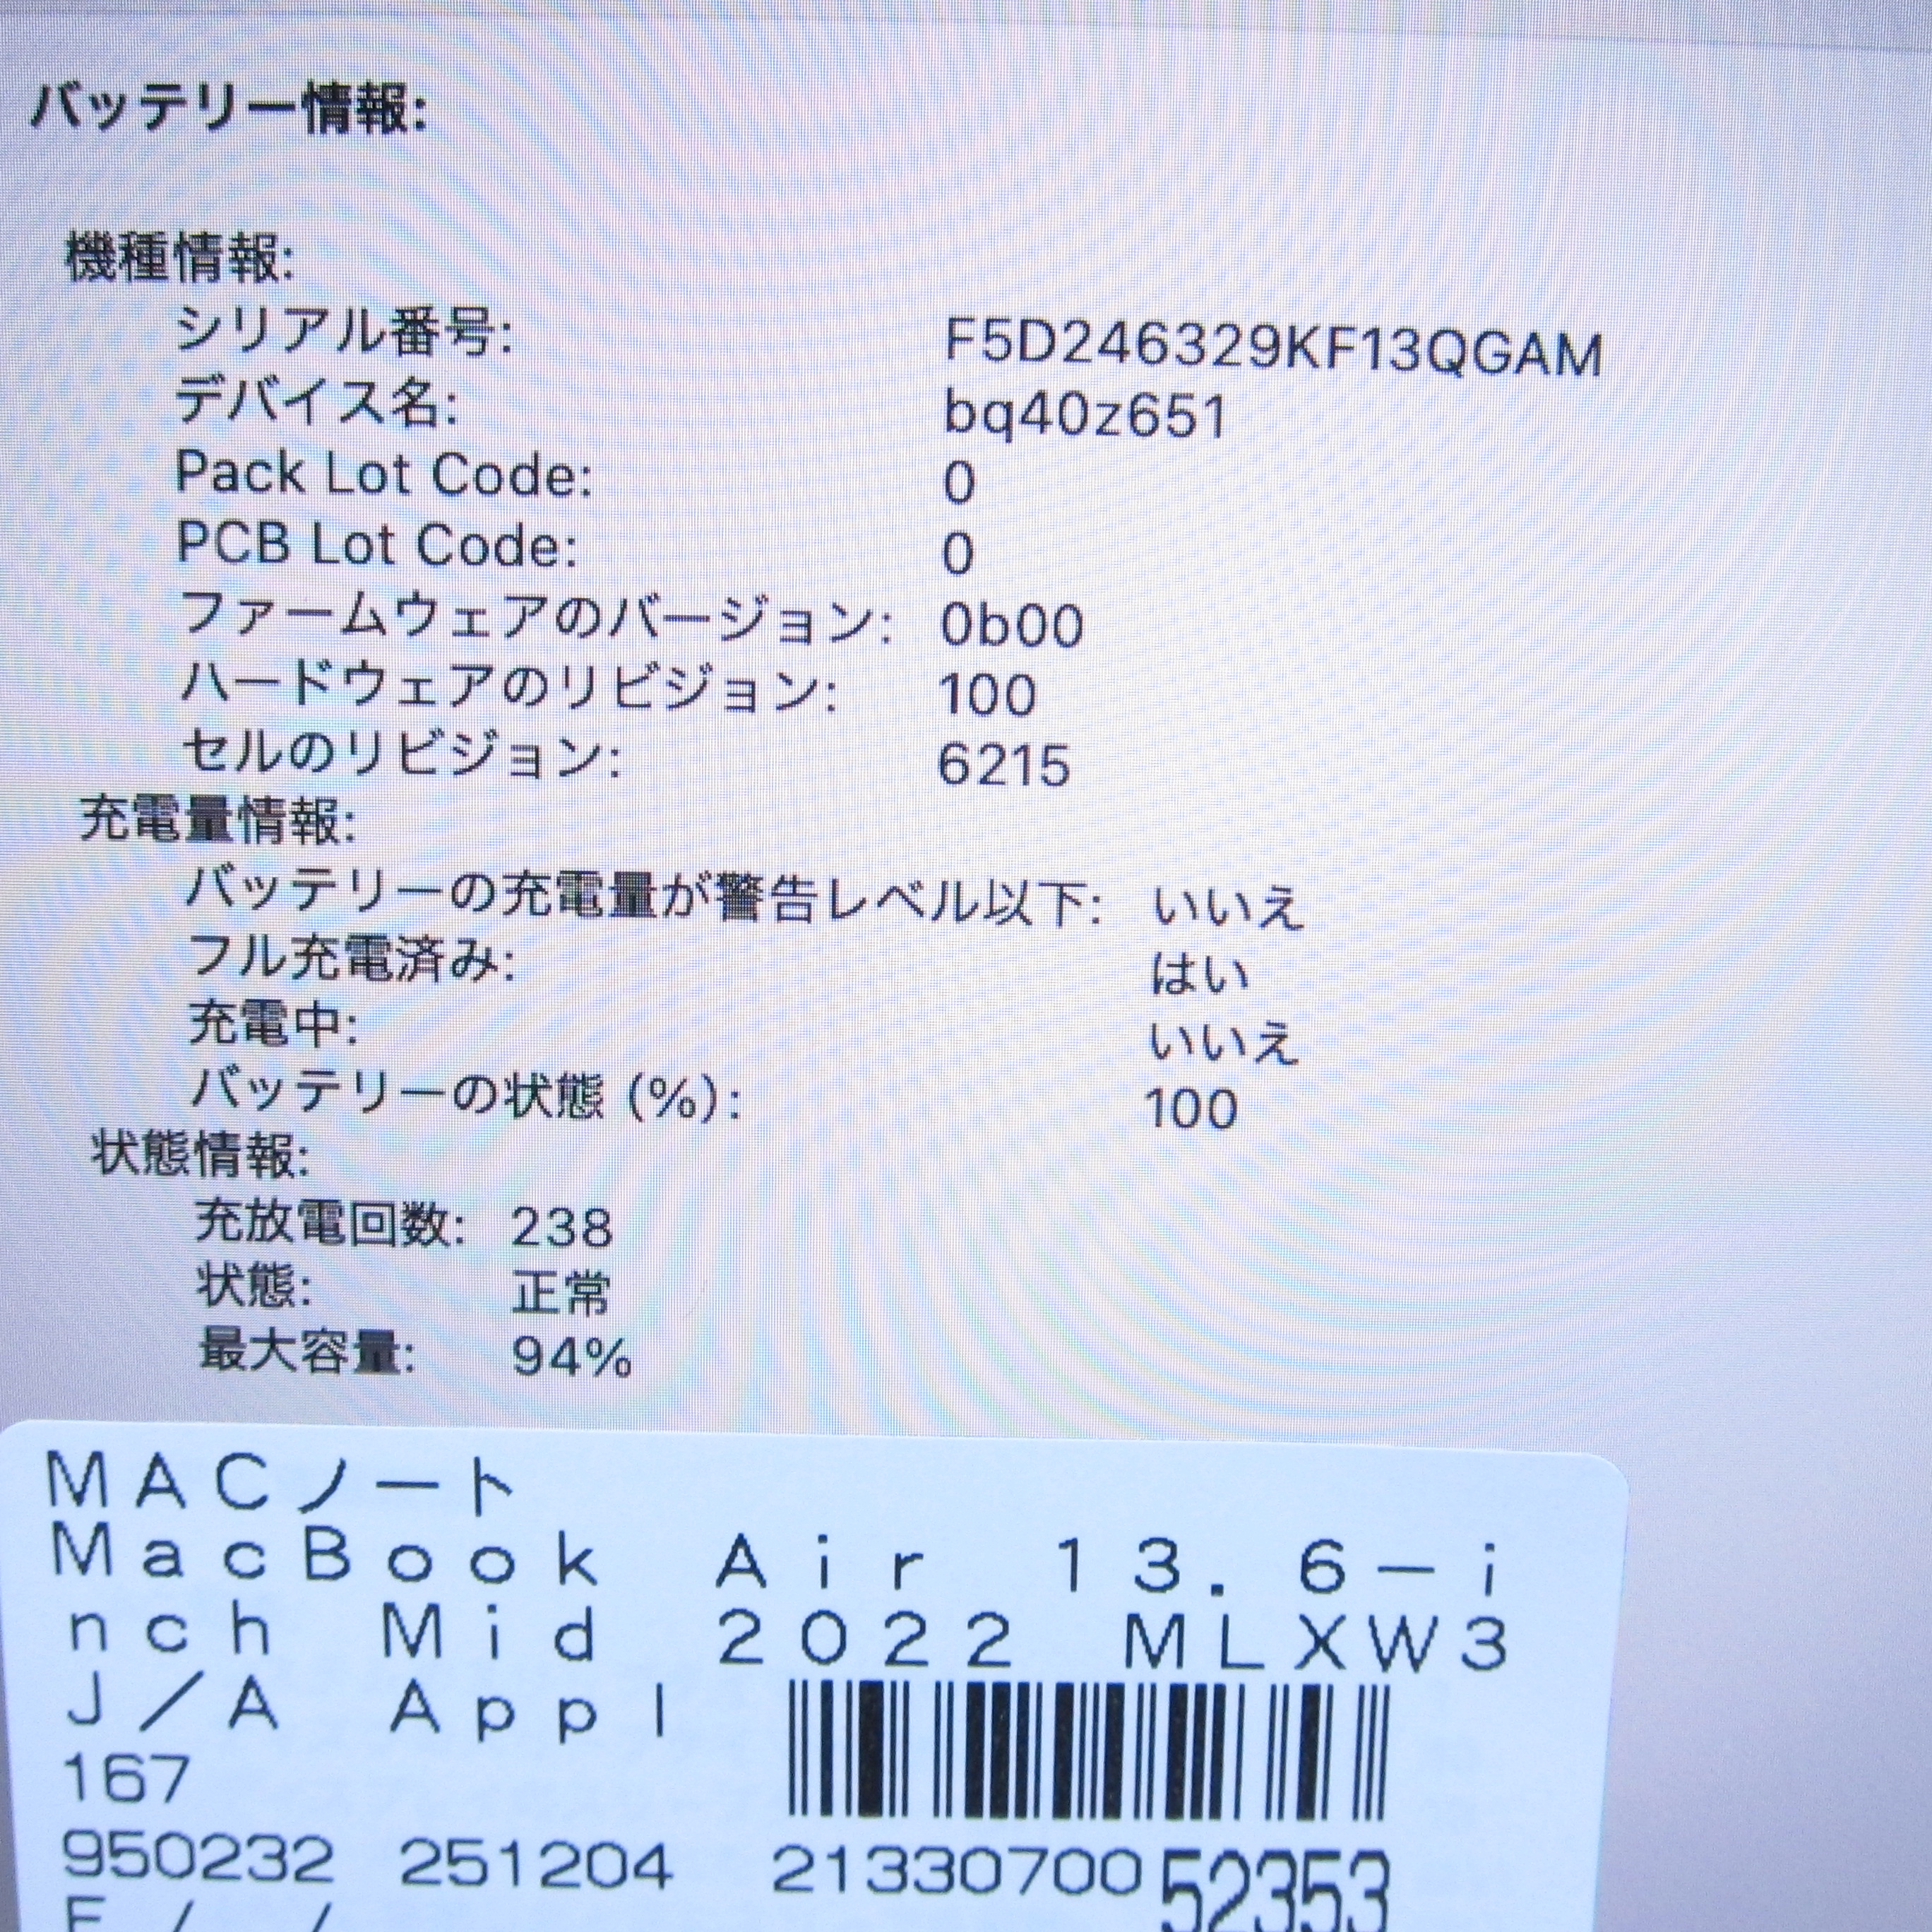 バッテリー情報:
機種情報:
シリアル番号: F5D246329KF13QGAM
デバイス名: bq40z651
Pack Lot Code: 0
PCB Lot Code: 0
ファームウェアのバージョン: 0b00
ハードウェアのリビジョン: 100
セルのリビジョン: 6215
充電量情報:
バッテリーの充電量が警告レベル以下: いいえ
フル充電済み: はい
充電中: いいえ
バッテリーの状態 (%): 100
状態情報:
充放電回数: 238
状態: 正常
最大容量: 94%
MACノート
MacBook Air 13.6-i
nch Mid 2022 MLXW3
J/A Appl
167
950232 251204 2133070052353